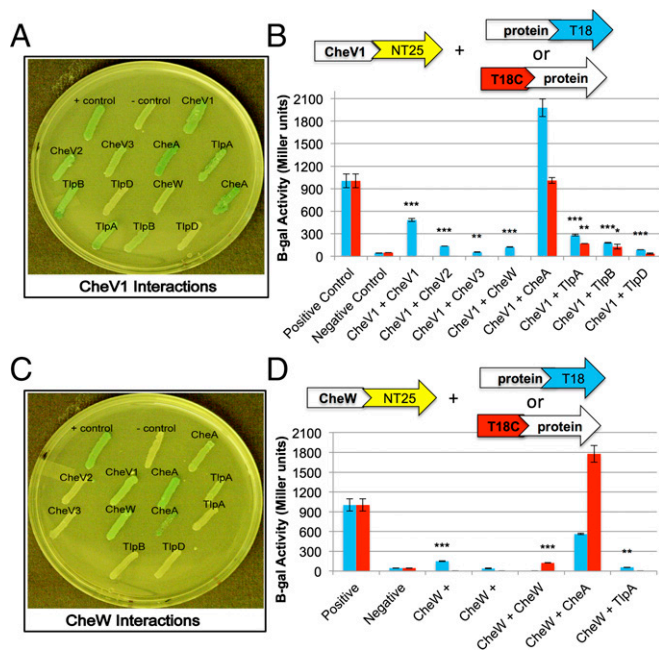 A
+ control - control CheV1
CheV2 CheV3 CheA TlpA
TlpB TlpD CheW CheA
TlpA TlpB TlpD
CheV1 Interactions
B
CheV1 NT25 + protein T18
or
T18C protein
B-gal Activity (Miller units)
2100
1800
1500
1200
900
600
300
0
*** *** ** *** *** ** *** * ***
Positive Control
Negative Control
CheV1 + CheV1
CheV1 + CheV2
CheV1 + CheV3
CheV1 + CheW
CheV1 + CheA
CheV1 + TlpA
CheV1 + TlpB
CheV1 + TlpD
C
+ control - control CheA
CheV2 CheV1 CheA TlpA
CheV3 CheW CheA TlpA
TlpB TlpD
CheW Interactions
D
CheW NT25 + protein T18
or
T18C protein
B-gal Activity (Miller units)
2100
1800
1500
1200
900
600
300
0
*** *** **
Positive
Negative
CheW +
CheW +
CheW + CheW
CheW + CheA
CheW + TlpA